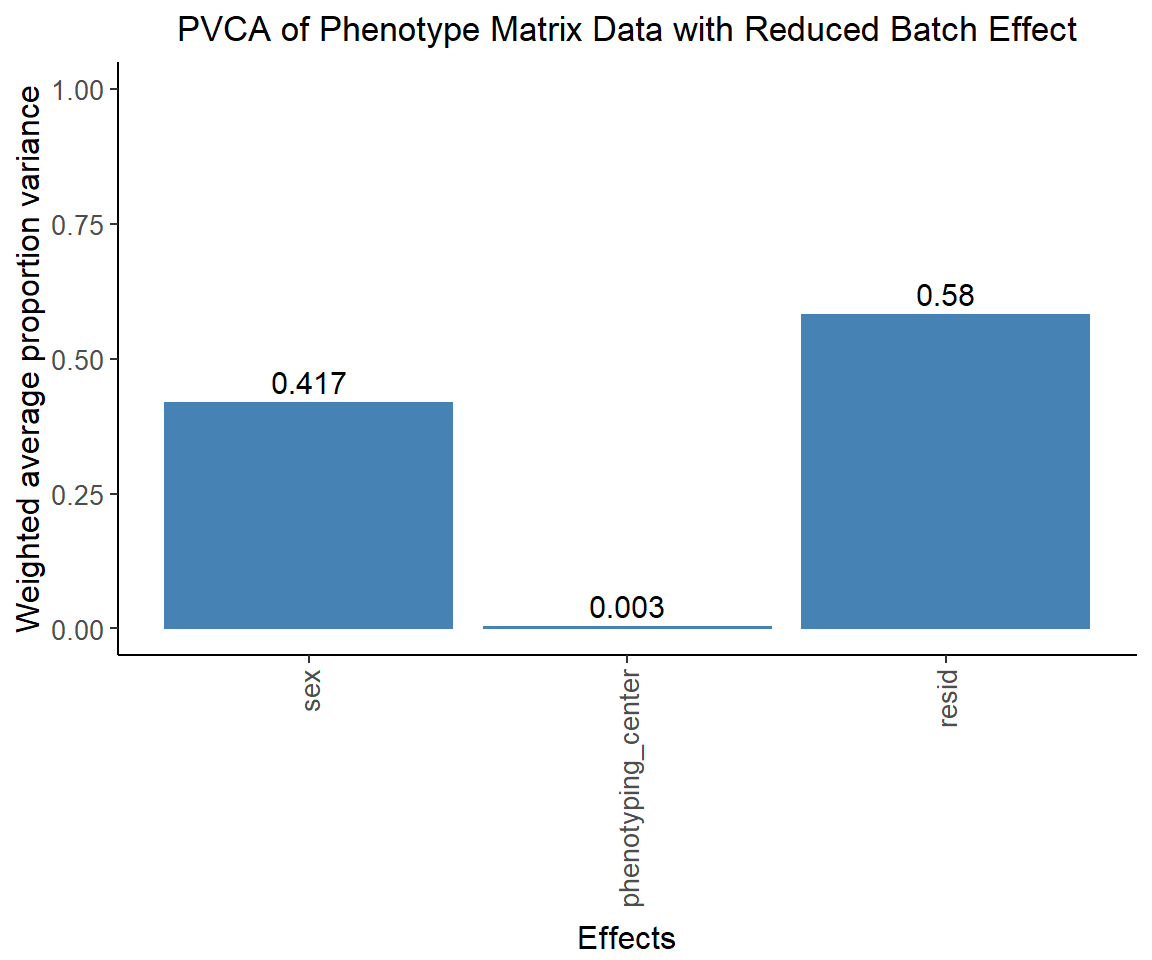 PVCA of Phenotype Matrix Data with Reduced Batch Effect
Weighted average proportion variance
1.00
0.75
0.50
0.25
0.00
0.417
0.003
0.58
sex
phenotyping_center
resid
Effects